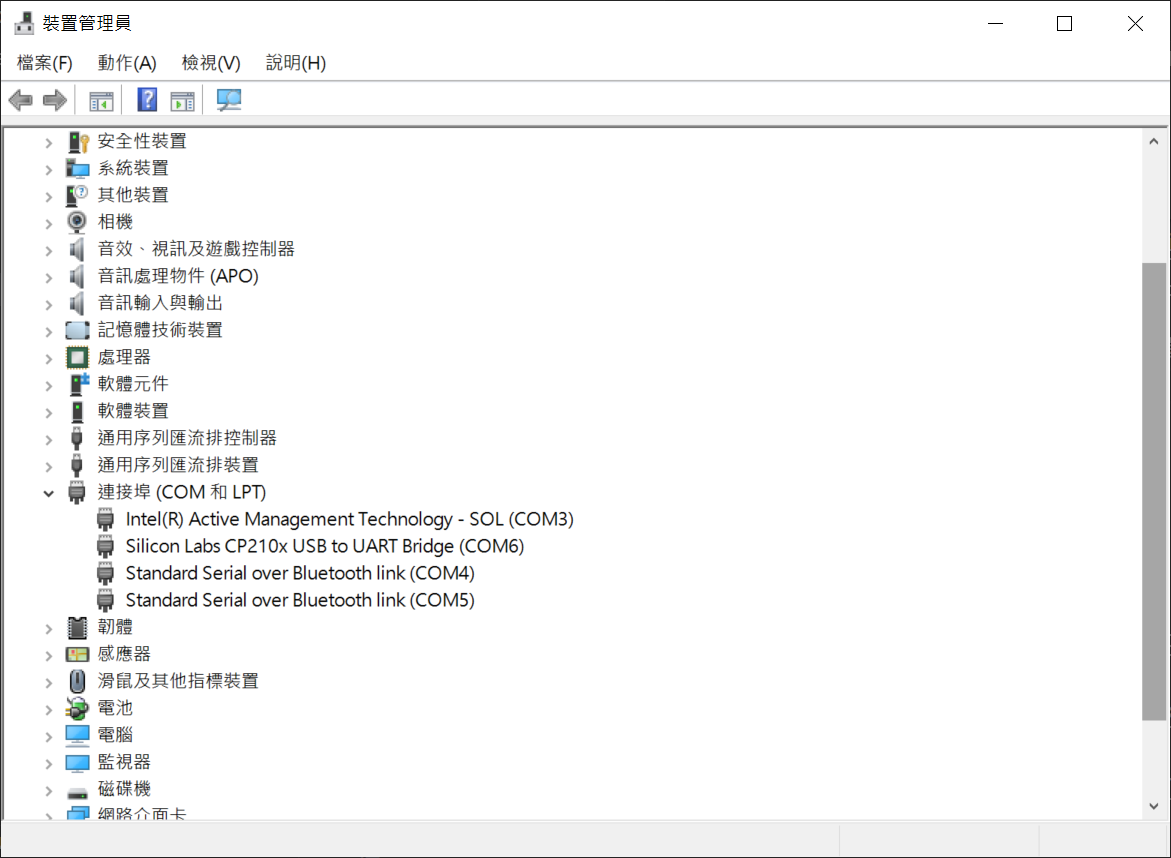 裝置管理員
檔案(F) 動作(A) 檢視(V) 說明(H)
安全性裝置
系統裝置
其他裝置
相機
音效、視訊及遊戲控制器
音訊處理物件 (APO)
音訊輸入與輸出
記憶體技術裝置
處理器
軟體元件
軟體裝置
通用序列匯流排控制器
通用序列匯流排裝置
連接埠 (COM 和 LPT)
Intel(R) Active Management Technology - SOL (COM3)
Silicon Labs CP210x USB to UART Bridge (COM6)
Standard Serial over Bluetooth link (COM4)
Standard Serial over Bluetooth link (COM5)
韌體
感應器
滑鼠及其他指標裝置
電池
電腦
監視器
磁碟機
網路介面卡